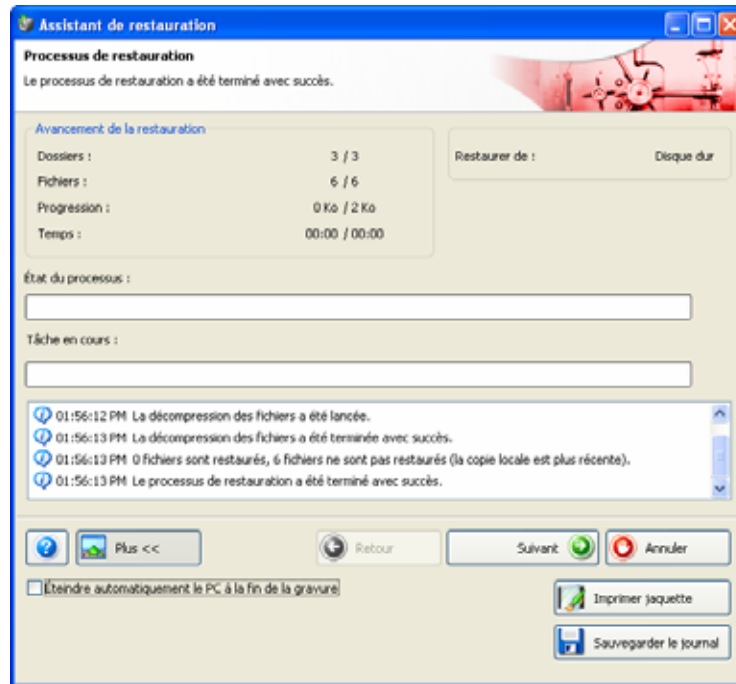 Assistant de restauration
Processus de restauration
Le processus de restauration a été terminé avec succès.
Avancement de la restauration
Dossiers : 3 / 3
Fichiers : 6 / 6
Progression : 0 Ko / 2 Ko
Temps : 00:00 / 00:00
Restaurer de : Disque dur
État du processus :
Tâche en cours :
01:56:12 PM La décompression des fichiers a été lancée.
01:56:13 PM La décompression des fichiers a été terminée avec succès.
01:56:13 PM 0 fichiers sont restaurés, 6 fichiers ne sont pas restaurés (la copie locale est plus récente).
01:56:13 PM Le processus de restauration a été terminé avec succès.
Plus <<
Retour
Suivant
Annuler
Éteindre automatiquement le PC à la fin de la gravure
Imprimer jaquette
Sauvegarder le journal